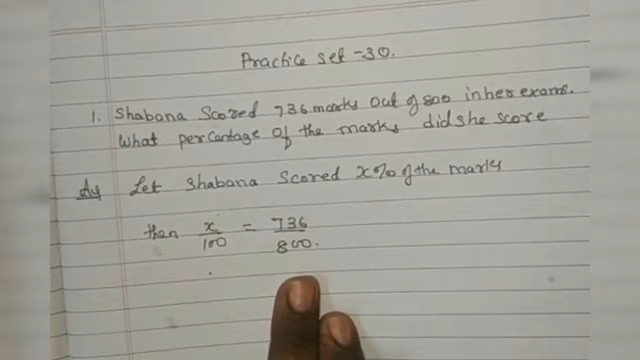 Practice set -30.
1. Shabana Scored 736 marks out of 800 in her exams.
What percentage of the marks did she score
Ans Let Shabana Scored x% of the marks
then x/100 = 736/800.